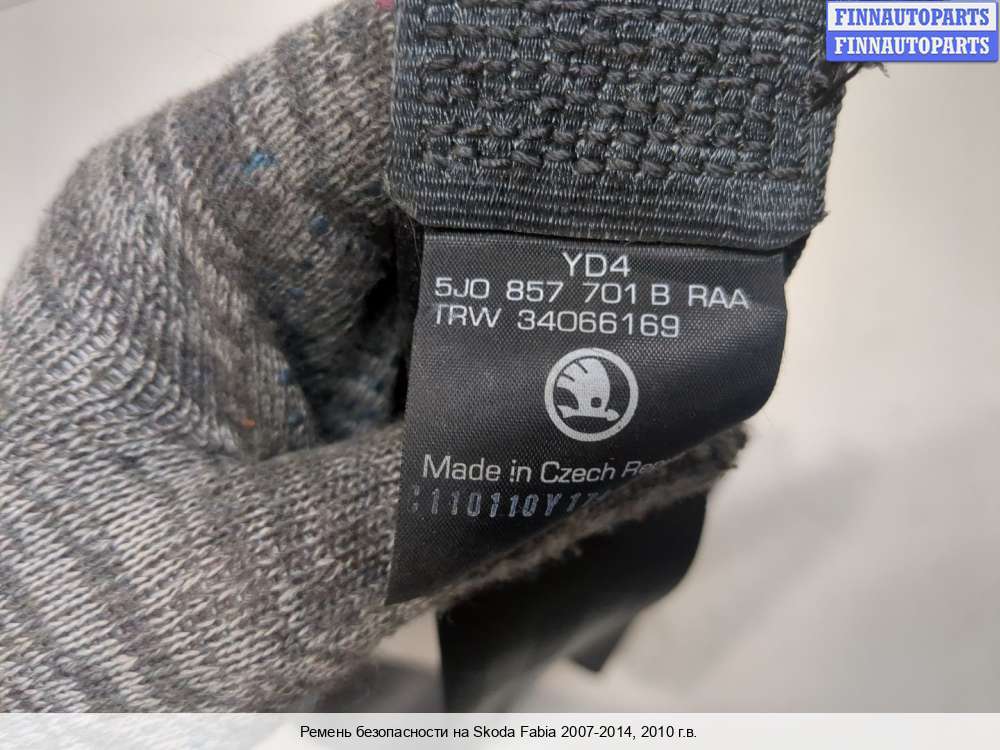 FINNAUTOPARTS
FINNAUTOPARTS
YD4
5J0 857 701 B RAA
TRW 34066169
Made in Czech
Ремень безопасности на Skoda Fabia 2007-2014, 2010 г.в.